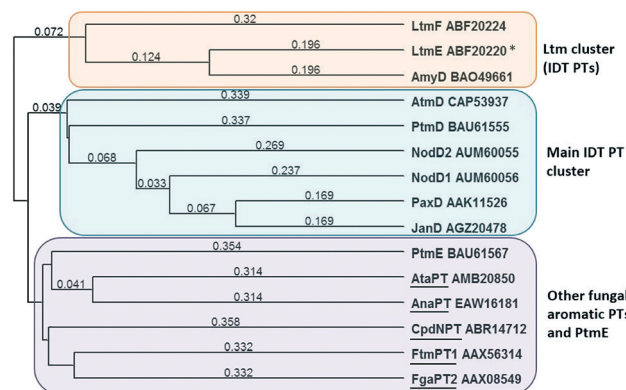 0.072
0.32
LtmF ABF20224
0.124
0.196
LtmE ABF20220 *
0.196
AmyD BAO49661
Ltm cluster
(IDT PTs)
0.039
0.339
AtmD CAP53937
0.337
PtmD BAU61555
0.068
0.269
NodD2 AUM60055
0.033
0.237
NodD1 AUM60056
0.067
0.169
PaxD AAK11526
0.169
JanD AGZ20478
Main IDT PT
cluster
0.354
PtmE BAU61567
0.041
0.314
AtaPT AMB20850
0.314
AnaPT EAW16181
0.358
CpdNPT ABR14712
0.332
FtmPT1 AAX56314
0.332
FgaPT2 AAX08549
Other fungal
aromatic PTs
and PtmE